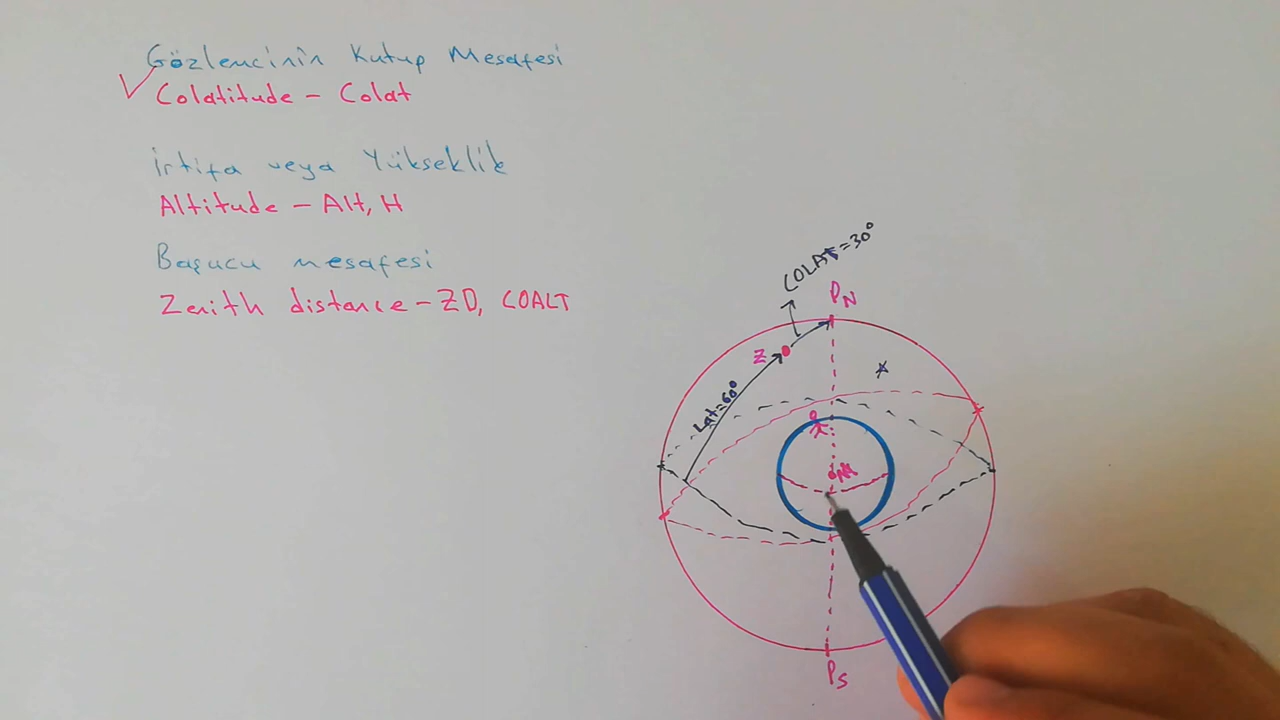 Gözlemcinin Kutup Mesafesi
Colatitude - Colat
İrtifa veya Yükseklik
Altitude - Alt, H
Başucu mesafesi
Zenith distance - ZD, COALT
COLAT=30°
PN
Z
Lat=60°
PS